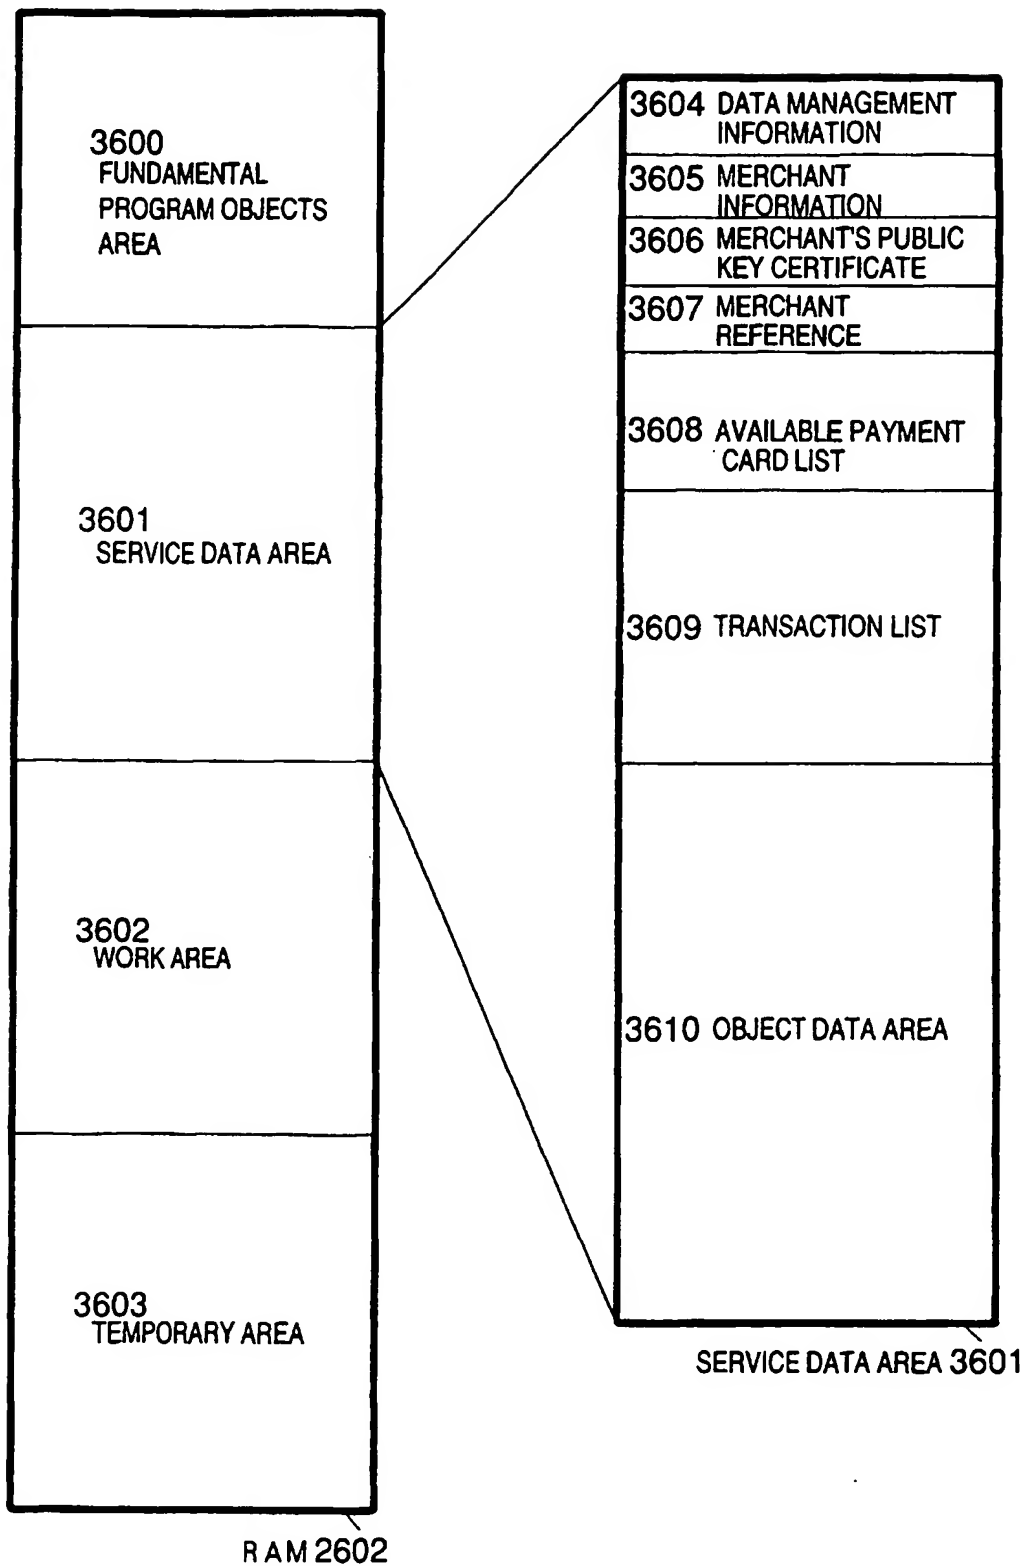 3600
FUNDAMENTAL
PROGRAM OBJECTS
AREA
3601
SERVICE DATA AREA
3602
WORK AREA
3603
TEMPORARY AREA
RAM 2602
3604 DATA MANAGEMENT
INFORMATION
3605 MERCHANT
INFORMATION
3606 MERCHANT'S PUBLIC
KEY CERTIFICATE
3607 MERCHANT
REFERENCE
3608 AVAILABLE PAYMENT
CARD LIST
3609 TRANSACTION LIST
3610 OBJECT DATA AREA
SERVICE DATA AREA 3601